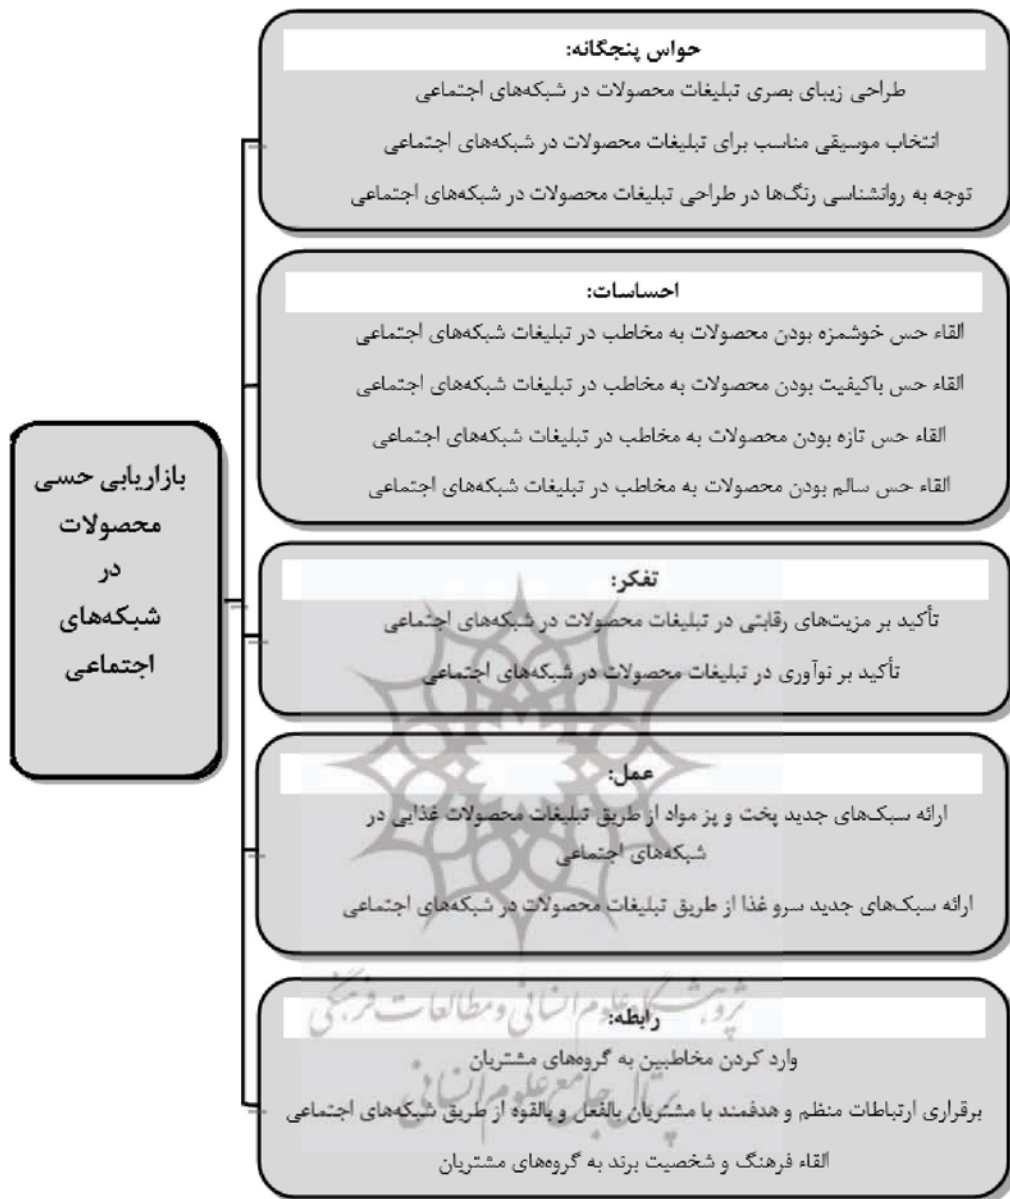 حواس پنجگانه:
طراحی زیبای بصری تبلیغات محصولات در شبکه‌های اجتماعی
انتخاب موسیقی مناسب برای تبلیغات محصولات در شبکه‌های اجتماعی
توجه به روانشناسی رنگ‌ها در طراحی تبلیغات محصولات در شبکه‌های اجتماعی
احساسات:
القاء حس خوشمزه بودن محصولات به مخاطب در تبلیغات شبکه‌های اجتماعی
القاء حس باکیفیت بودن محصولات به مخاطب در تبلیغات شبکه‌های اجتماعی
القاء حس تازه بودن محصولات به مخاطب در تبلیغات شبکه‌های اجتماعی
القاء حس سالم بودن محصولات به مخاطب در تبلیغات شبکه‌های اجتماعی
بازاریابی حسی
محصولات
در
شبکه‌های
اجتماعی
تفکر:
تأکید بر مزیت‌های رقابتی در تبلیغات محصولات در شبکه‌های اجتماعی
تأکید بر نوآوری در تبلیغات محصولات در شبکه‌های اجتماعی
عمل:
ارائه سبک‌های جدید پخت و پز مواد از طریق تبلیغات محصولات غذایی در
شبکه‌های اجتماعی
ارائه سبک‌های جدید سرو غذا از طریق تبلیغات محصولات در شبکه‌های اجتماعی
پژوهشگاه علوم انسانی و مطالعات فرهنگی
رابطه:
وارد کردن مخاطبین به گروه‌های مشتریان
پرتال جامع علوم انسانی
برقراری ارتباطات منظم و هدفمند با مشتریان بالفعل و بالقوه از طریق شبکه‌های اجتماعی
القاء فرهنگ و شخصیت برند به گروه‌های مشتریان